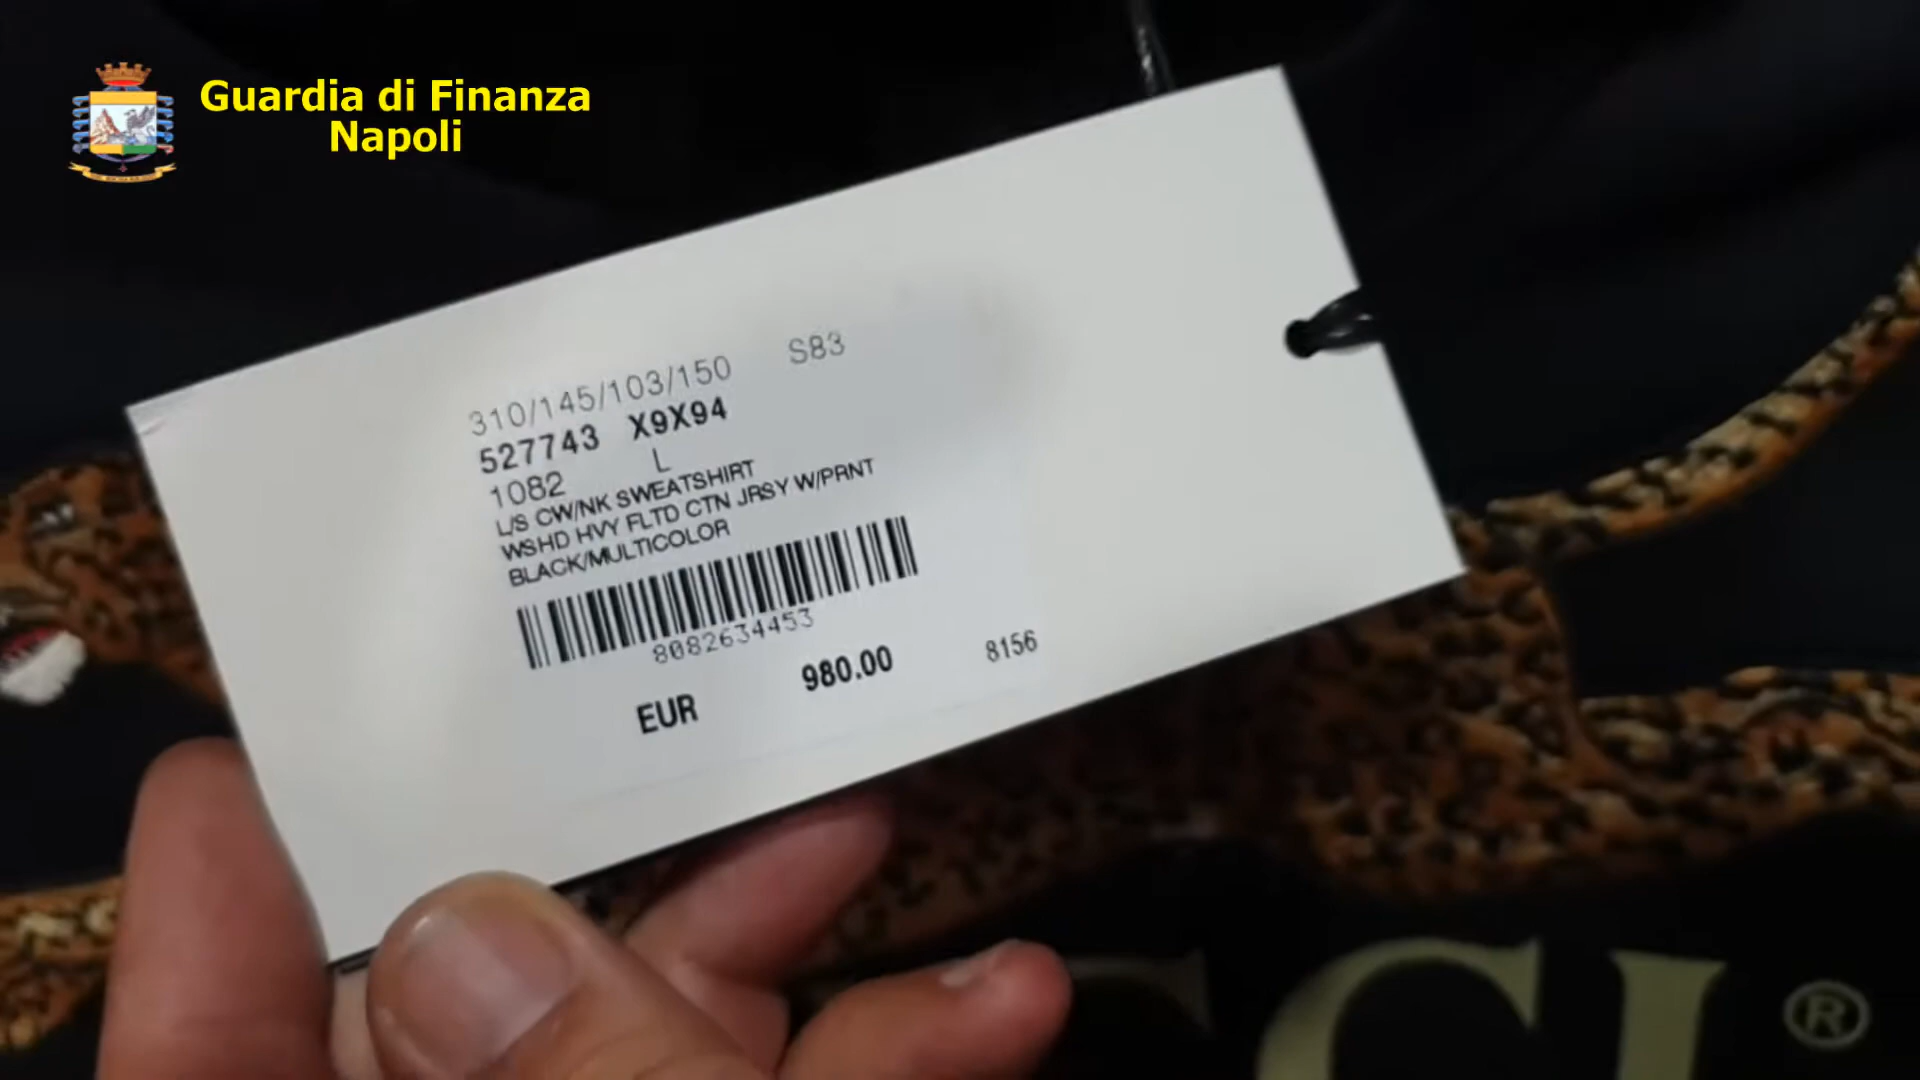 Guardia di Finanza
Napoli
310/145/103/150 S83
527743 X9X94
1082 L
L/S CW/NK SWEATSHIRT
WSHD HVY FLTD CTN JRSY W/PRNT
BLACK/MULTICOLOR
8082634453
EUR 980.00 8156
CCI ®